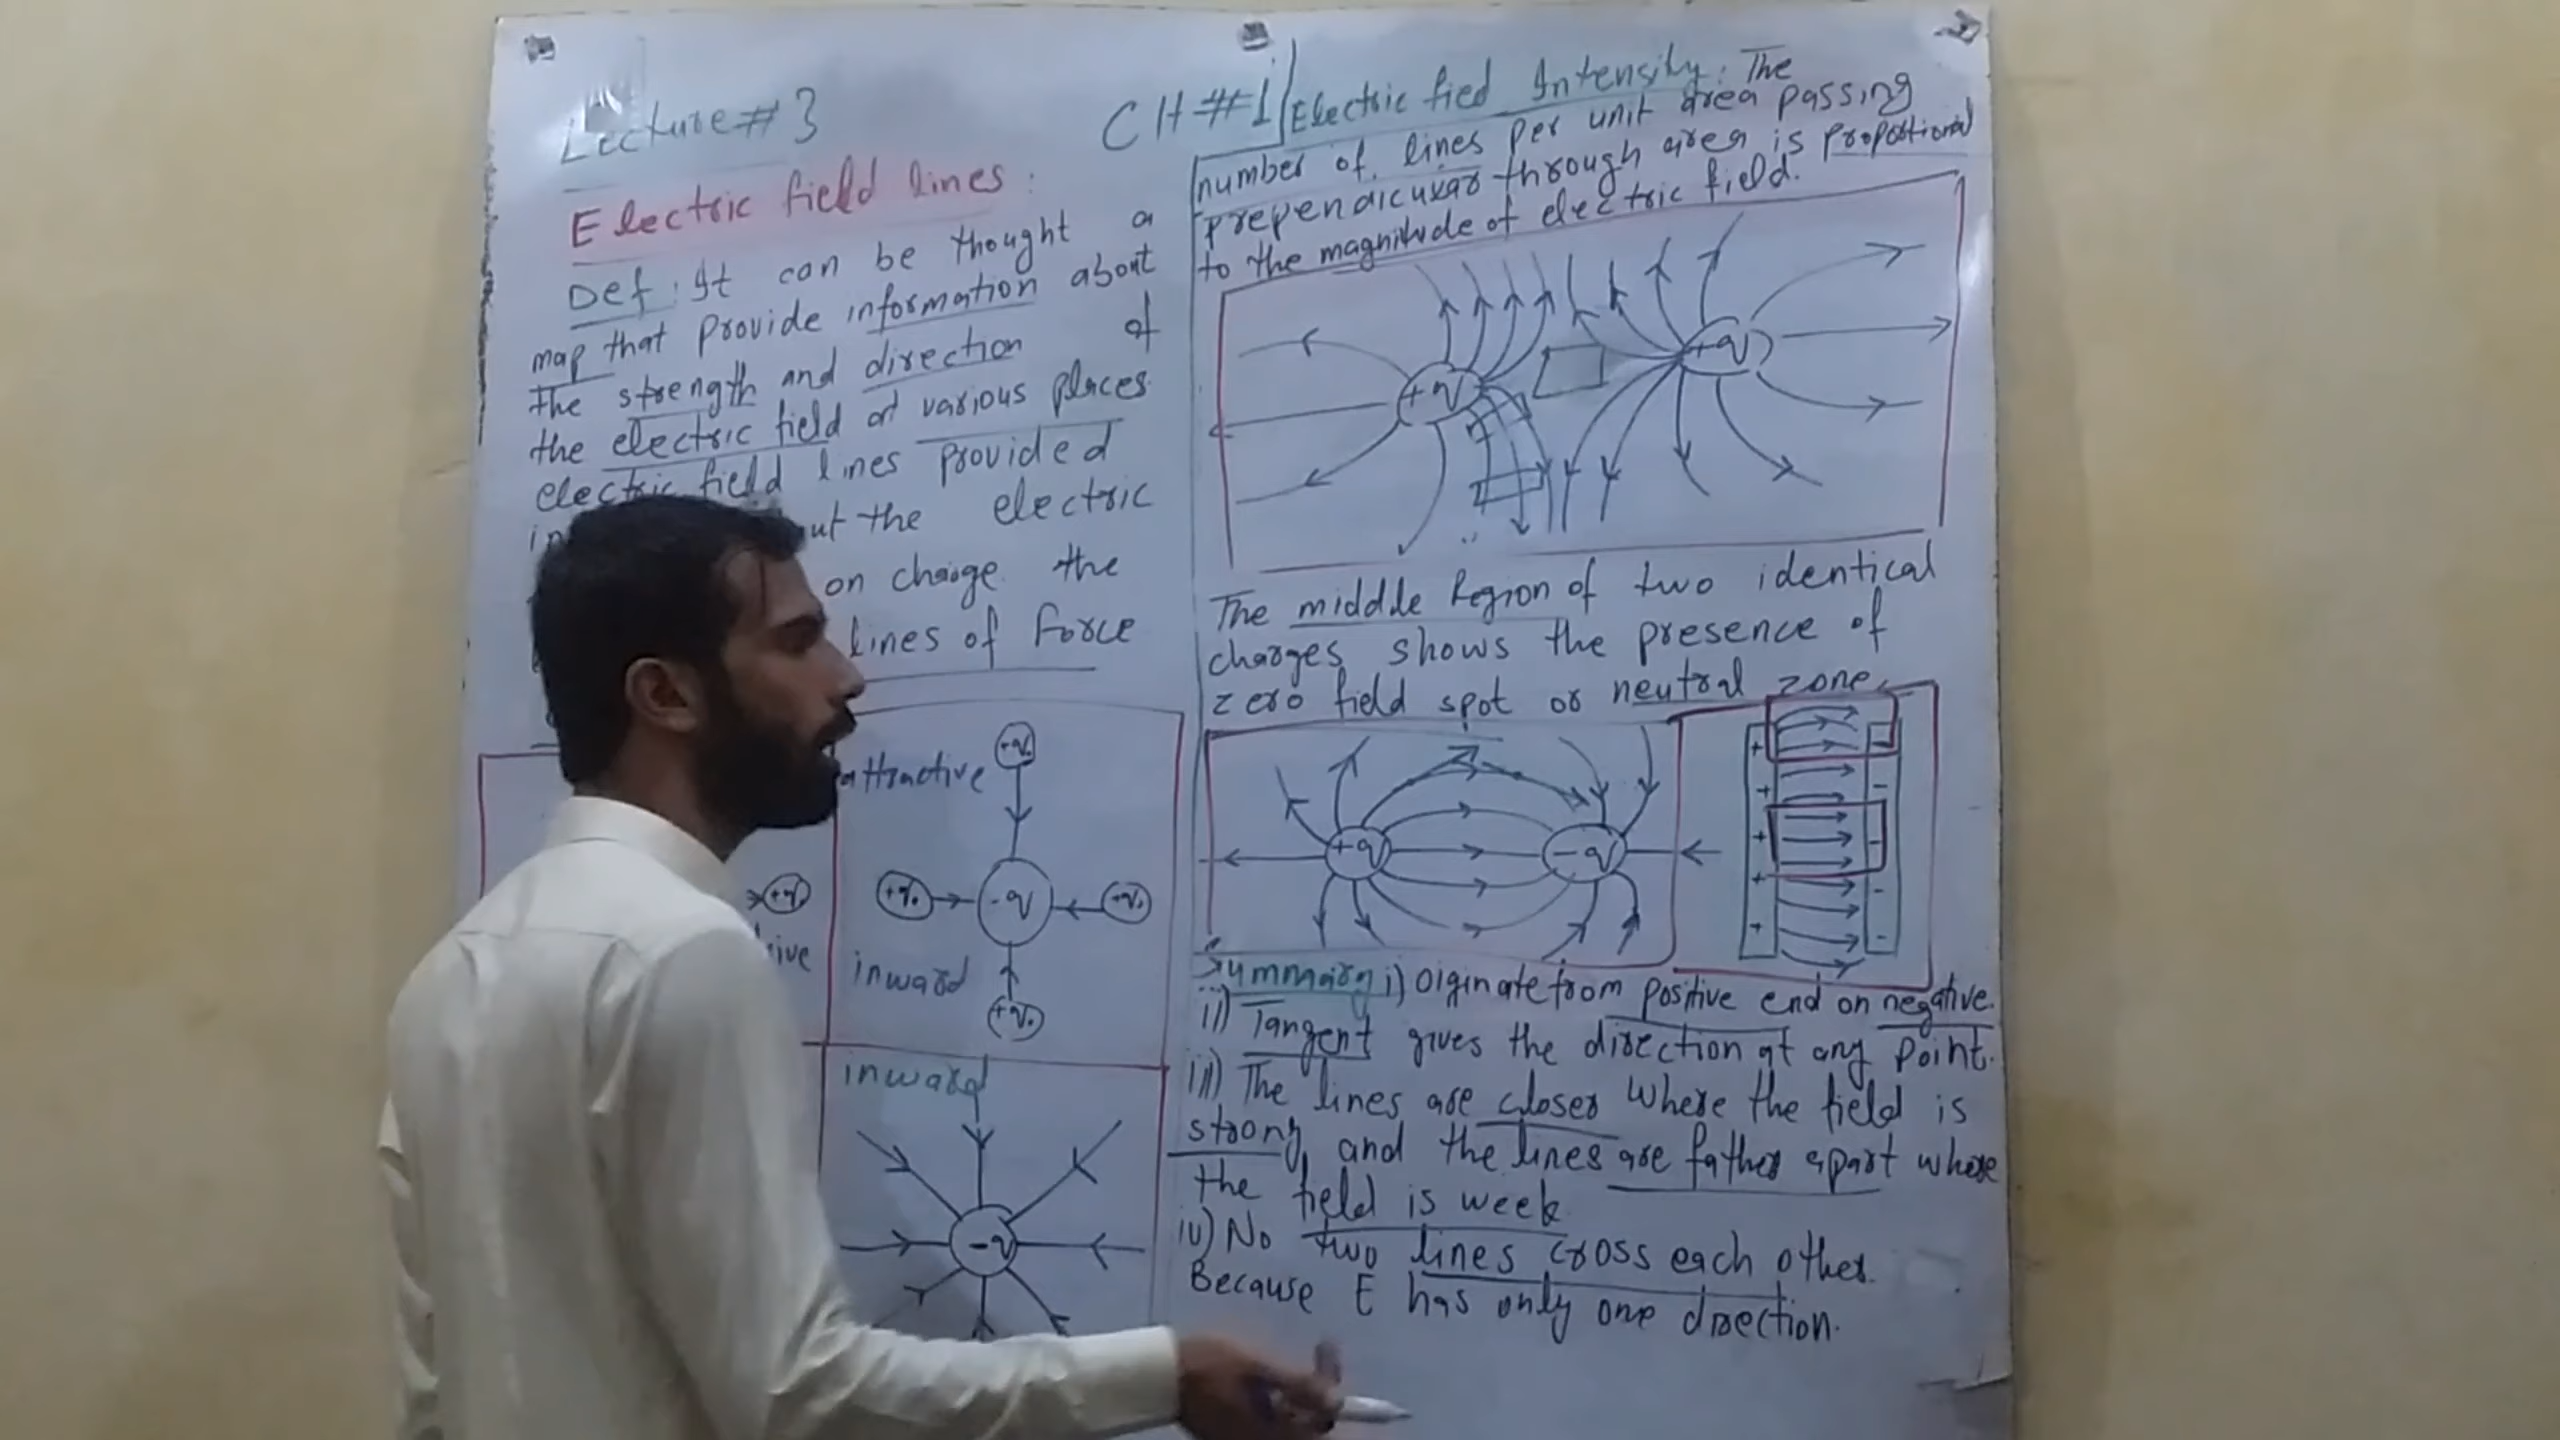 Lecture # 3
CH #1
Electric field lines :
Def : It can be thought a
map that provide information about
the strength and direction of
the electric field at various places
electric field lines provided
in ut the electric
on charge the
lines of Force
attractive
+q.
+q. -q +q.
+q.
inward
+q.
sive
inward
-q
Electric fied Intensity : The
number of lines per unit area passing
prependicular through area is proportional
to the magnitude of electric field.
+q +q
The middle Region of two identical
charges shows the presence of
zero field spot or neutral zone.
+q -q
+ -
+ -
+ -
+ -
+ -
Summary i) Oiginate from positive end on negative.
ii) Tangent gives the direction at any point.
iii) The lines are closer where the field is
strong and the lines are father apart where
the field is week
iv) No two lines cross each other.
Because E has only one direction.